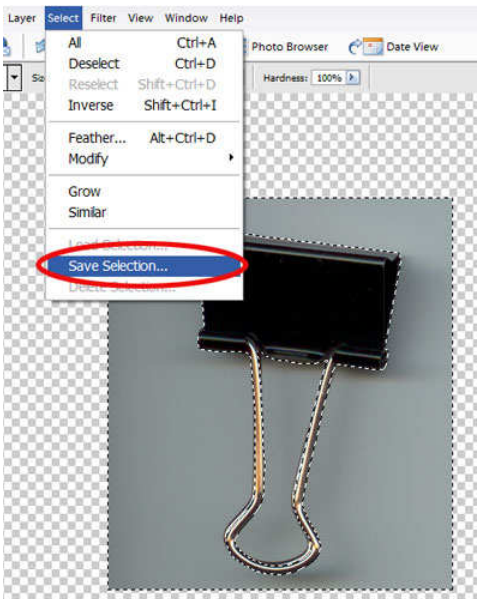 Layer Select Filter View Window Help
Photo Browser Date View
Hardness: 100%
All Ctrl+A
Deselect Ctrl+D
Reselect Shift+Ctrl+D
Inverse Shift+Ctrl+I
Feather... Alt+Ctrl+D
Modify
Grow
Similar
Load Selection...
Save Selection...
Delete Selection...